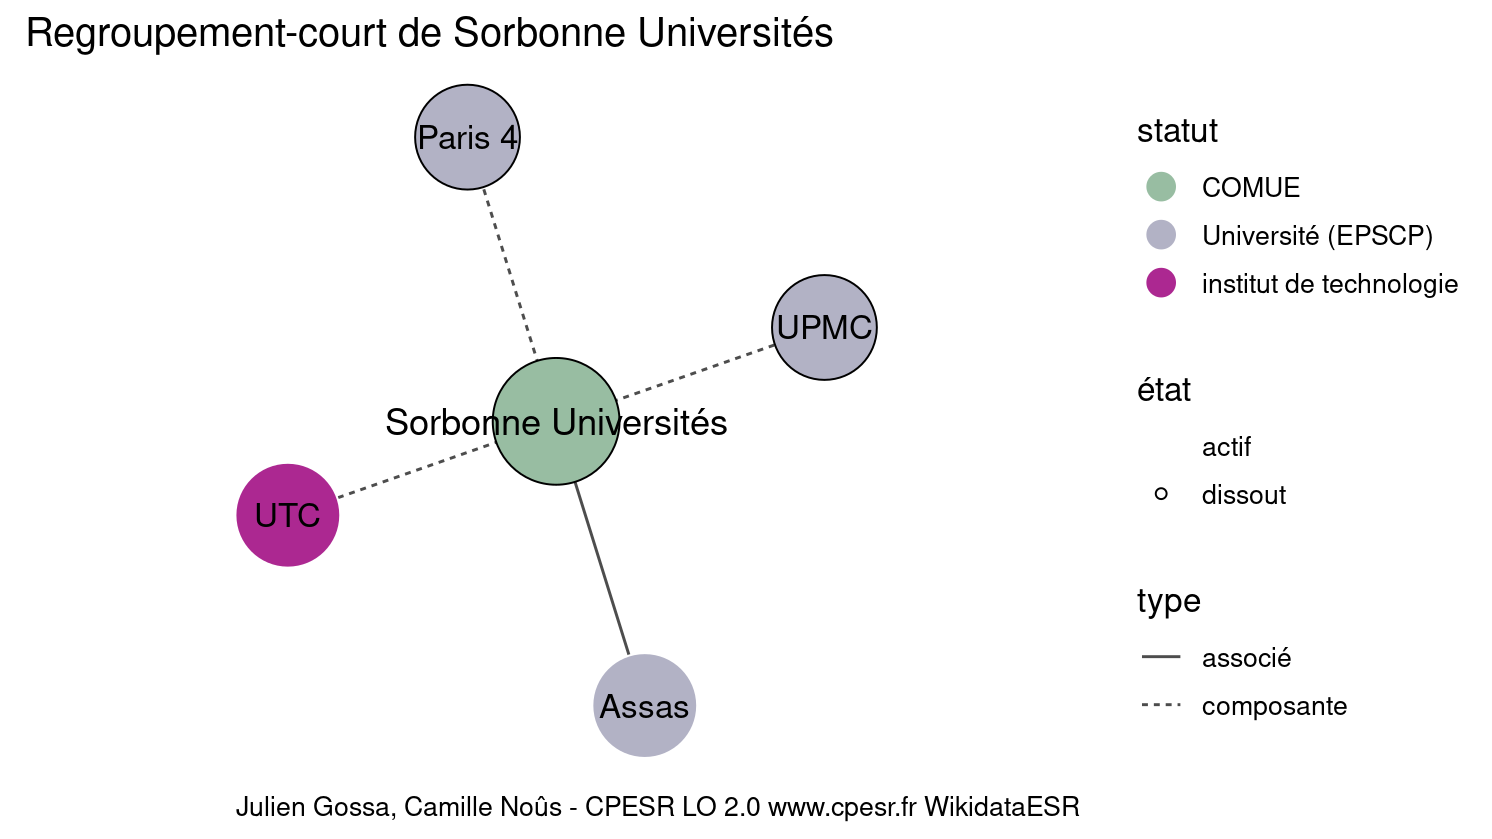 Regroupement-court de Sorbonne Universités
Paris 4
UPMC
Sorbonne Universités
UTC
Assas
statut
COMUE
Université (EPSCP)
institut de technologie
état
actif
dissout
type
associé
composante
Julien Gossa, Camille Noûs - CPESR LO 2.0 www.cpesr.fr WikidataESR